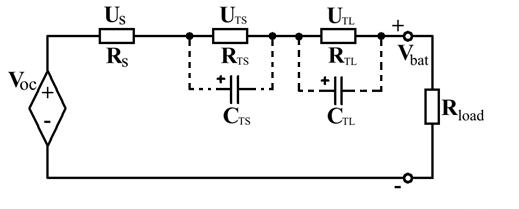 U_S U_TS U_TL +
R_S R_TS R_TL V_bat
V_oc + + +
- C_TS C_TL R_load
-